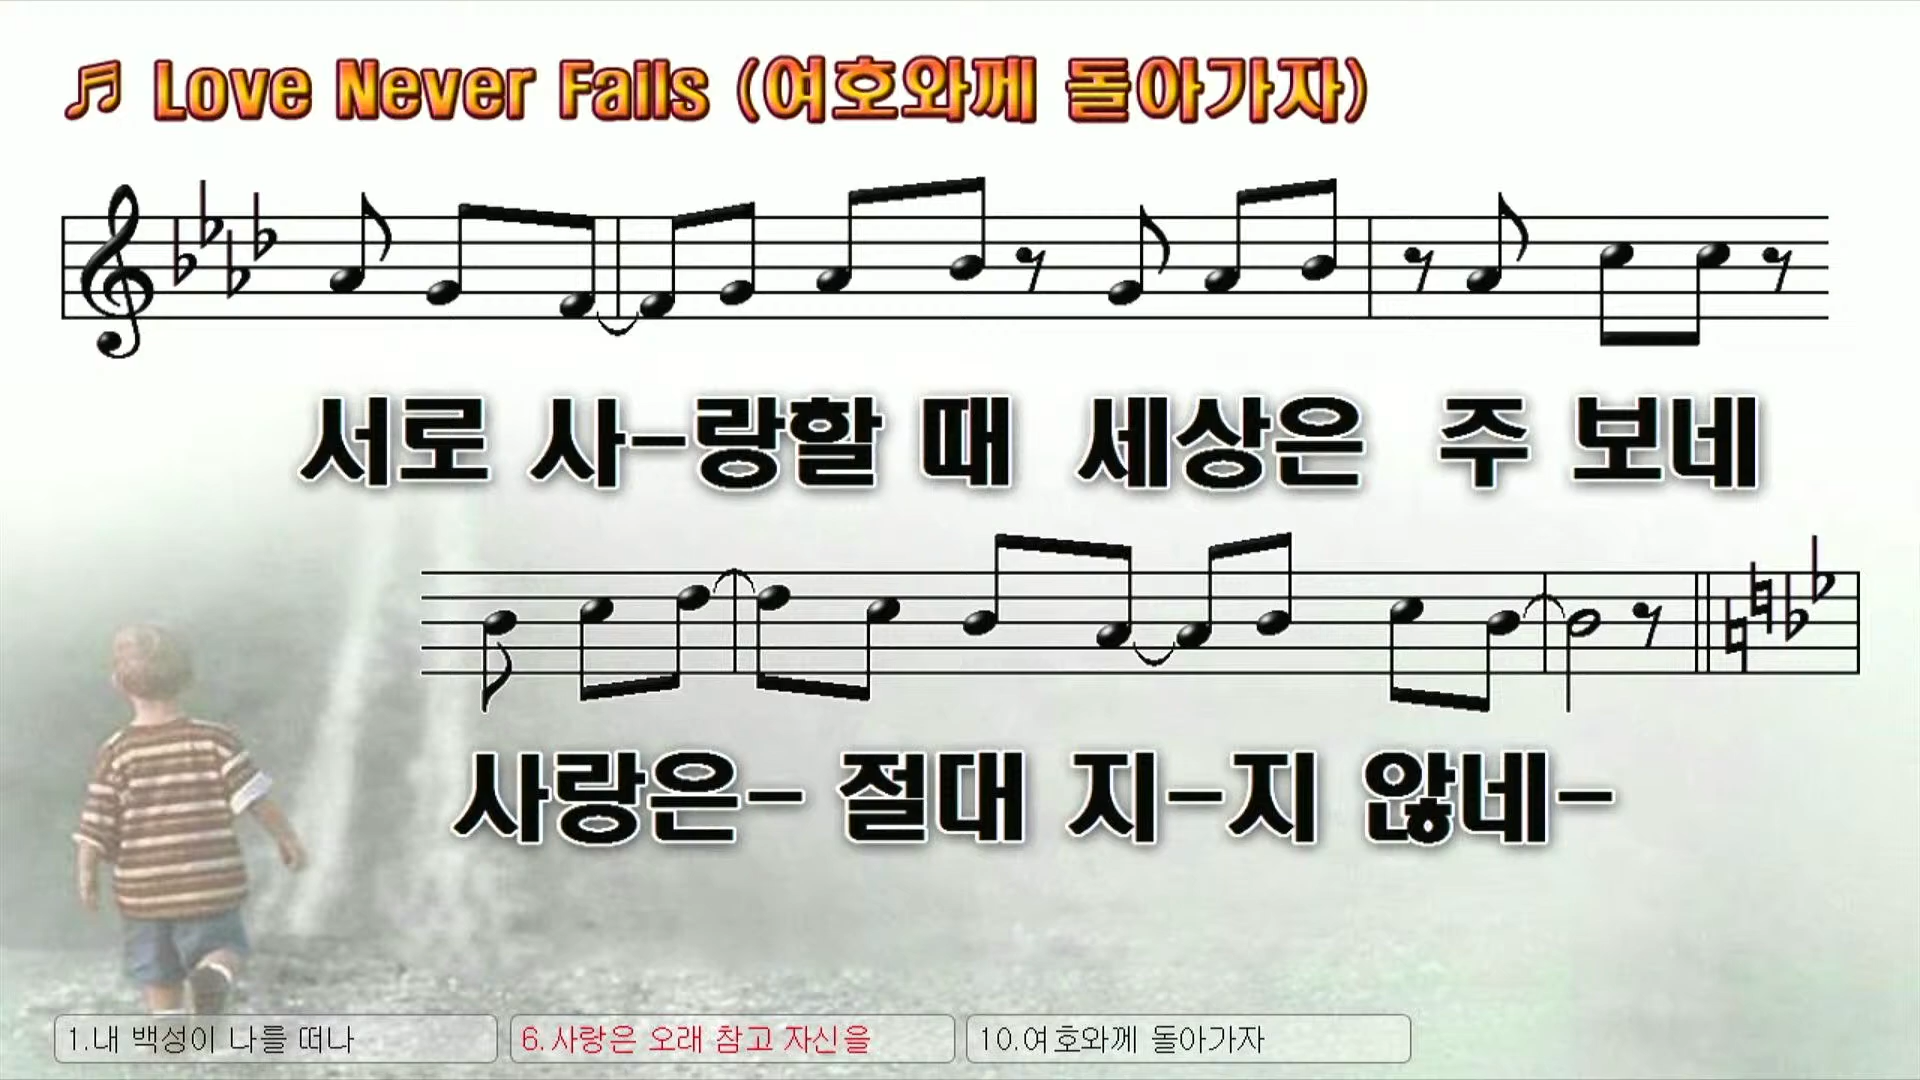 ♬ Love Never Fails (여호와께 돌아가자)
서로 사-랑할 때 세상은 주 보네
사랑은- 절대 지-지 않네-
1.내 백성이 나를 떠나
6.사랑은 오래 참고 자신을
10.여호와께 돌아가자